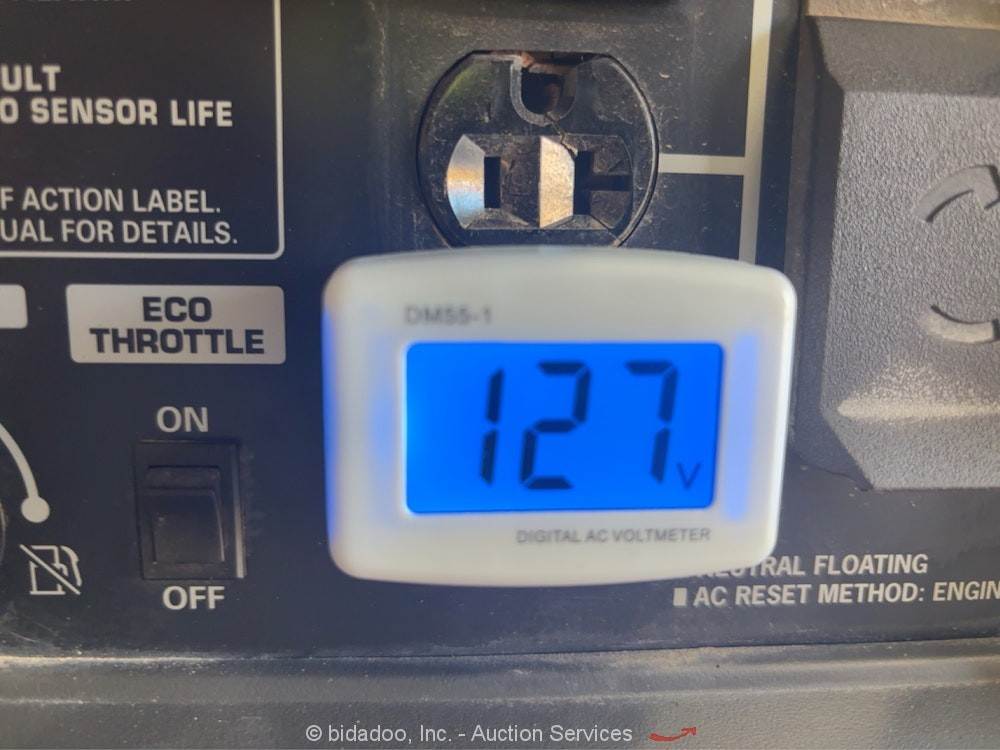 ULT
O SENSOR LIFE
F ACTION LABEL.
UAL FOR DETAILS.
ECO
THROTTLE
ON
OFF
DM55-1
127
V
DIGITAL AC VOLTMETER
FLOATING
AC RESET METHOD: ENGIN
© bidadoo, Inc. - Auction Services